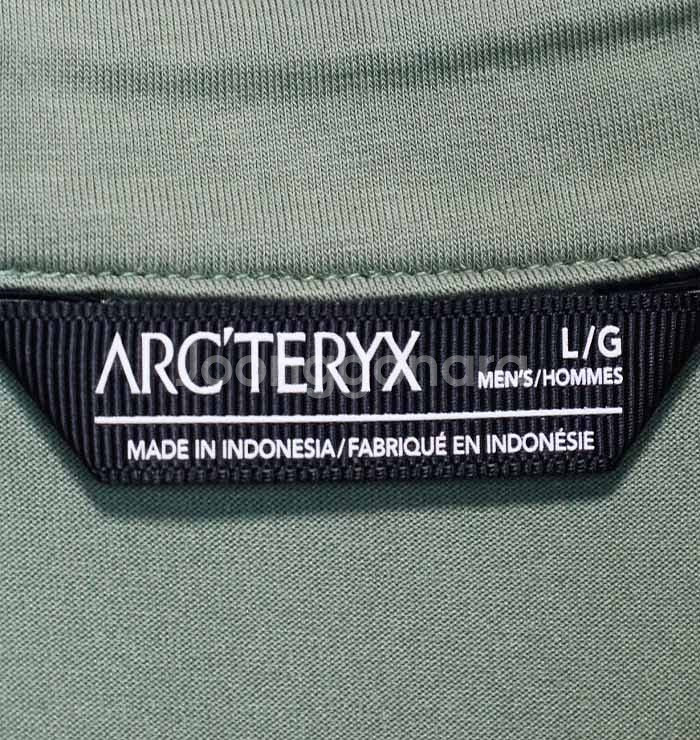 ARC'TERYX
L/G
MEN'S/HOMMES
MADE IN INDONESIA/FABRIQUÉ EN INDONÉSIE